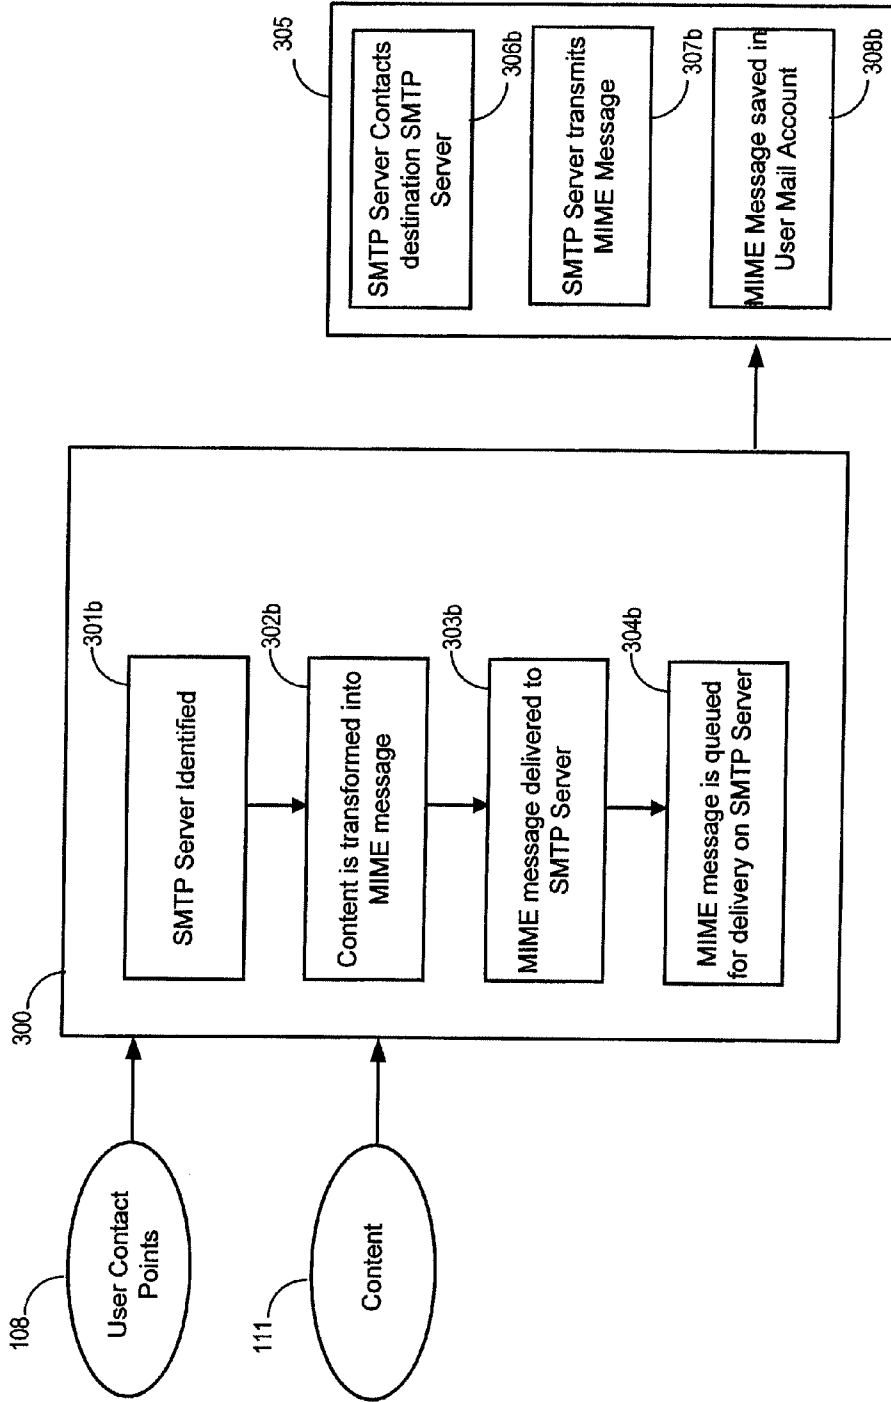 108
User Contact
Points
111
Content
300
SMTP Server Identified
301b
Content is transformed into
MIME message
302b
MIME message delivered to
SMTP Server
303b
MIME message is queued
for delivery on SMTP Server
304b
305
SMTP Server Contacts
destination SMTP
Server
306b
SMTP Server transmits
MIME Message
307b
MIME Message saved in
User Mail Account
308b